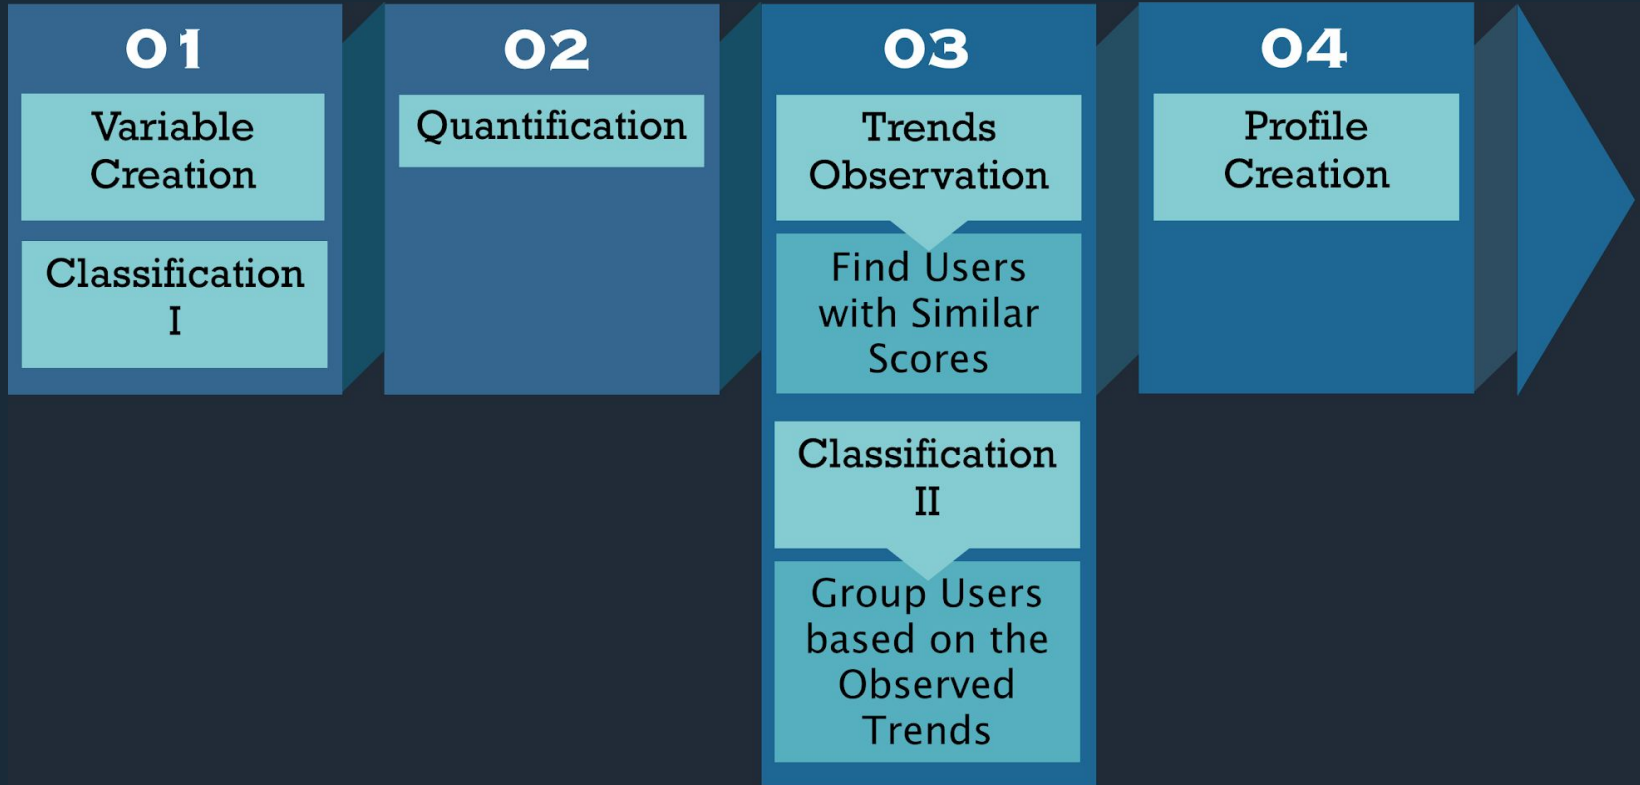 01
Variable
Creation
Classification
I
02
Quantification
03
Trends
Observation
Find Users
with Similar
Scores
Classification
II
Group Users
based on the
Observed
Trends
04
Profile
Creation